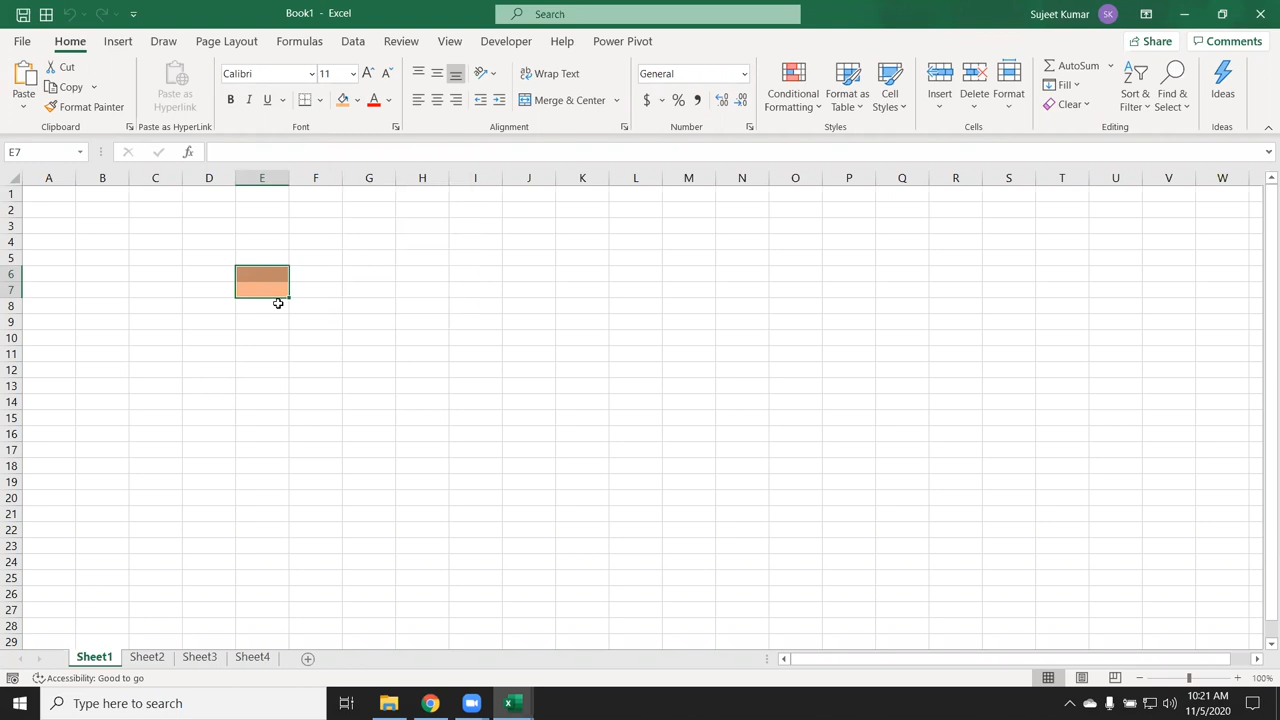 Book1 - Excel
Search
Sujeet Kumar
SK
File Home Insert Draw Page Layout Formulas Data Review View Developer Help Power Pivot
Share Comments
Paste
Cut
Copy
Format Painter
Clipboard
Paste as
Hyperlink
Paste as HyperLink
Calibri 11
B I U
Font
Wrap Text
Merge & Center
Alignment
General
$ %
Number
Conditional
Formatting
Format as
Table
Cell
Styles
Styles
Insert
Delete
Format
Cells
AutoSum
Fill
Clear
Sort &
Filter
Find &
Select
Editing
Ideas
Ideas
E7
fx
A B C D E F G H I J K L M N O P Q R S T U V W
1
2
3
4
5
6
7
8
9
10
11
12
13
14
15
16
17
18
19
20
21
22
23
24
25
26
27
28
29
Sheet1 Sheet2 Sheet3 Sheet4
Accessibility: Good to go
100%
Type here to search
10:21 AM
11/5/2020